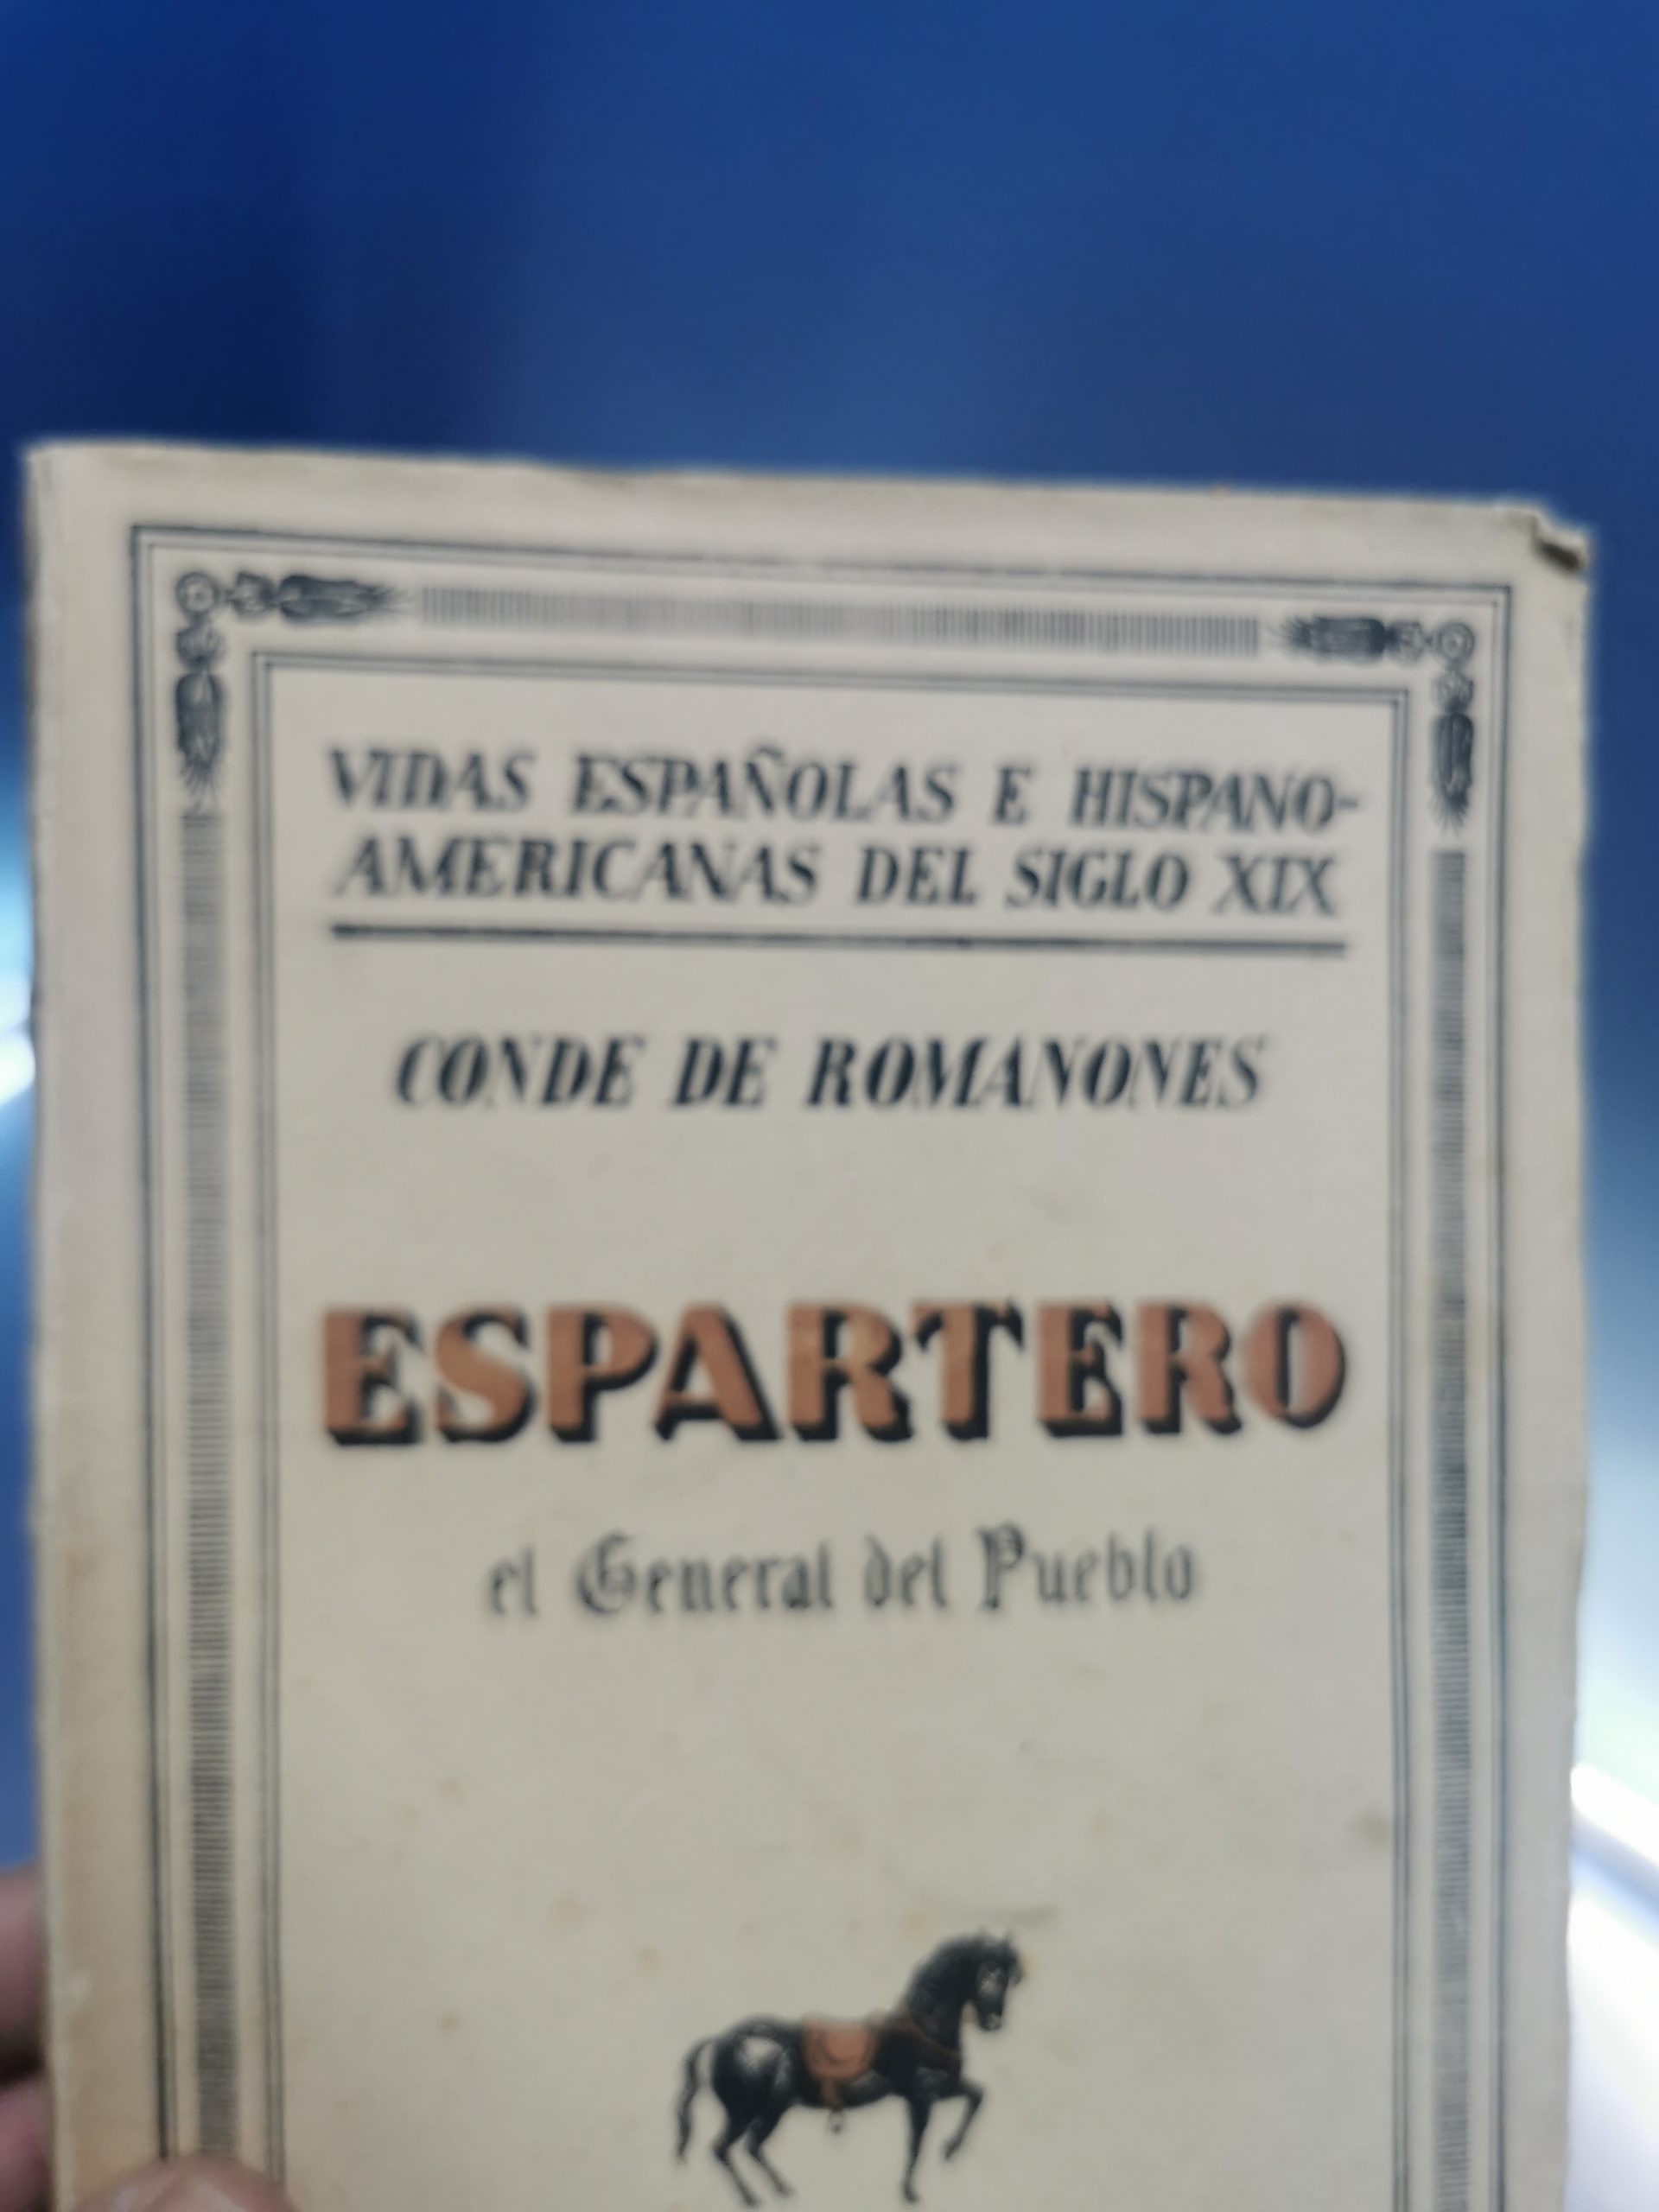 VIDAS ESPAÑOLAS E HISPANO-
AMERICANAS DEL SIGLO XIX
CONDE DE ROMANONES
ESPARTERO
el General del Pueblo